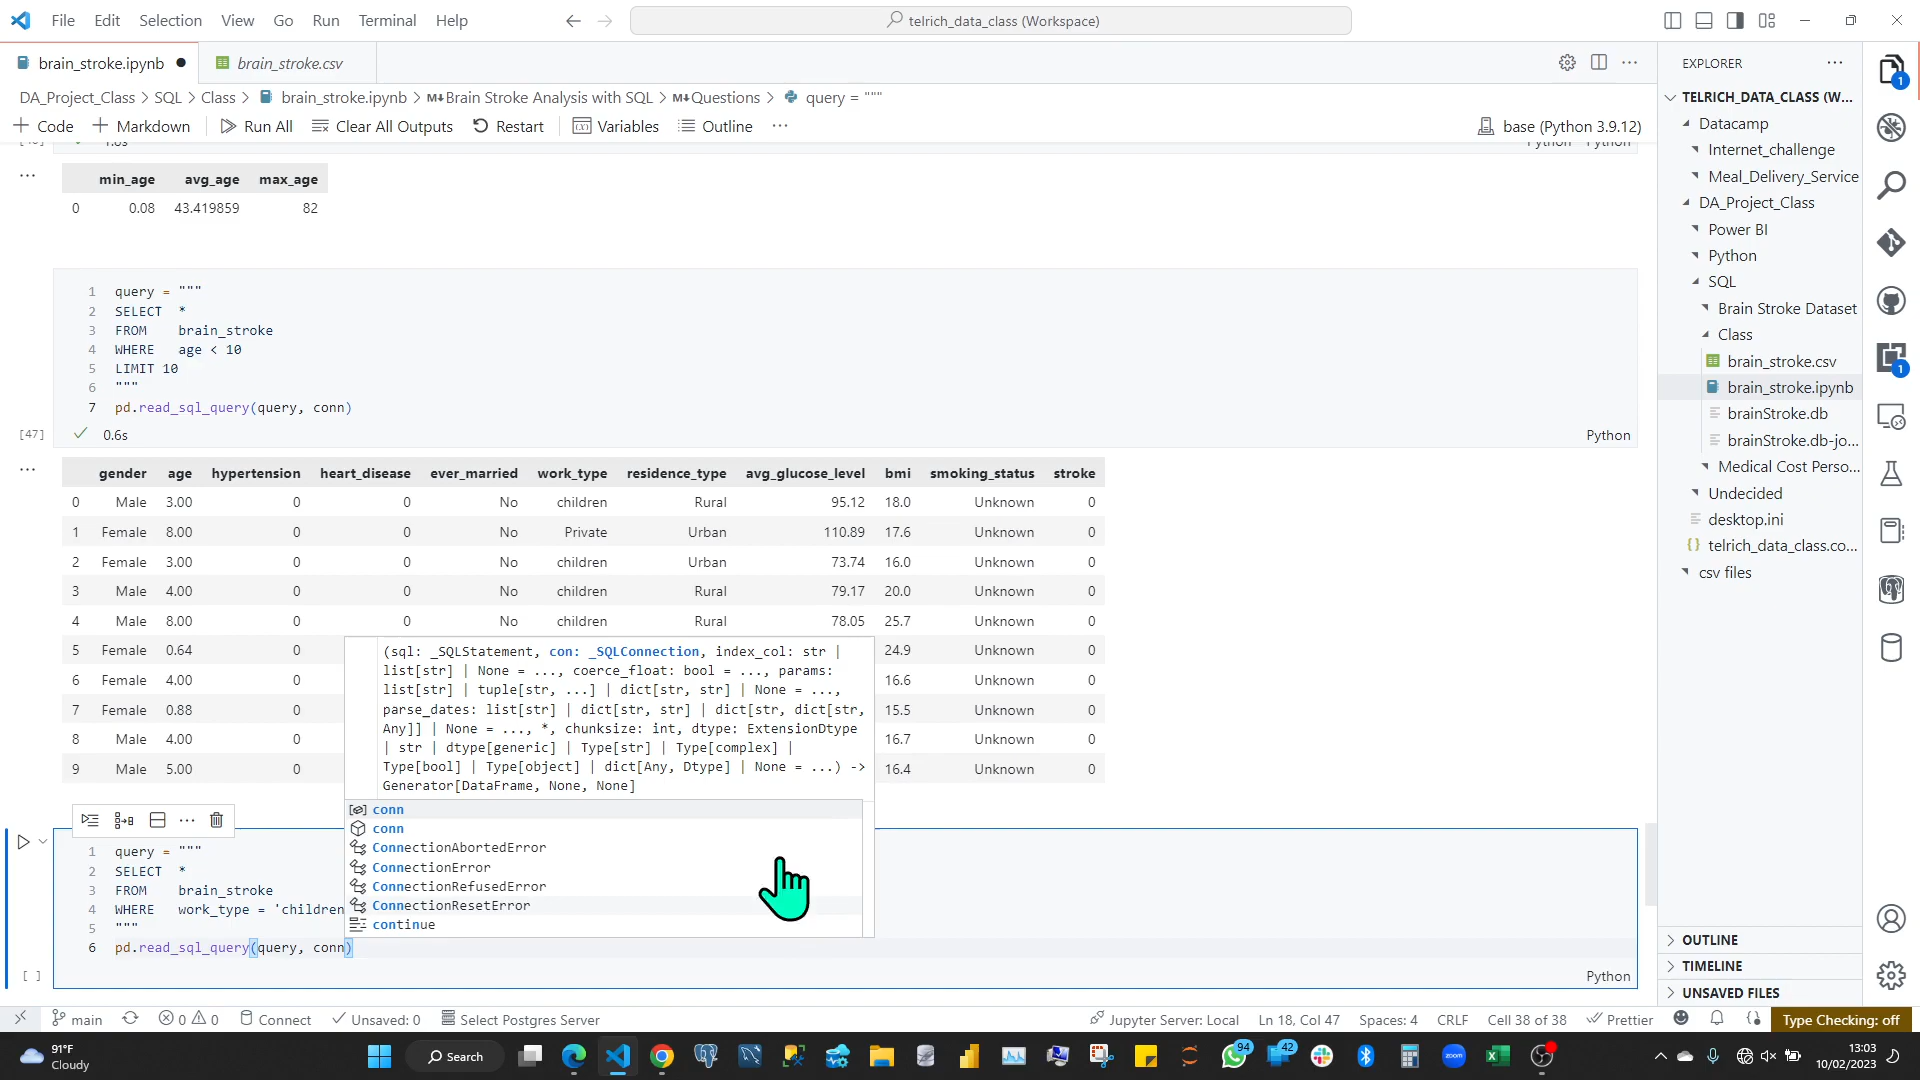 File Edit Selection View Go Run Terminal Help
telrich_data_class (Workspace)
brain_stroke.ipynb
brain_stroke.csv
DA_Project_Class > SQL > Class > brain_stroke.ipynb > M↓Brain Stroke Analysis with SQL > M↓Questions > query = """
+ Code + Markdown Run All Clear All Outputs Restart Variables Outline ...
base (Python 3.9.12)
min_age avg_age max_age
0 0.08 43.419859 82
1 query = """
2 SELECT *
3 FROM brain_stroke
4 WHERE age < 10
5 LIMIT 10
6 """
7 pd.read_sql_query(query, conn)
[47] 0.6s
Python
gender age hypertension heart_disease ever_married work_type residence_type avg_glucose_level bmi smoking_status stroke
0 Male 3.00 0 0 No children Rural 95.12 18.0 Unknown 0
1 Female 8.00 0 0 No Private Urban 110.89 17.6 Unknown 0
2 Female 3.00 0 0 No children Urban 73.74 16.0 Unknown 0
3 Male 4.00 0 0 No children Rural 79.17 20.0 Unknown 0
4 Male 8.00 0 0 No children Rural 78.05 25.7 Unknown 0
5 Female 0.64 0 24.9 Unknown 0
6 Female 4.00 0 16.6 Unknown 0
7 Female 0.88 0 15.5 Unknown 0
8 Male 4.00 0 16.7 Unknown 0
9 Male 5.00 0 16.4 Unknown 0
(sql: _SQLStatement, con: _SQLConnection, index_col: str |
list[str] | None = ..., coerce_float: bool = ..., params:
list[str] | tuple[str, ...] | dict[str, str] | None = ...,
parse_dates: list[str] | dict[str, str] | dict[str, dict[str,
Any]] | None = ..., *, chunksize: int, dtype: ExtensionDtype
| str | dtype[generic] | Type[str] | Type[complex] |
Type[bool] | Type[object] | dict[Any, Dtype] | None = ...) ->
Generator[DataFrame, None, None]
conn
conn
ConnectionAbortedError
ConnectionError
ConnectionRefusedError
ConnectionResetError
continue
1 query = """
2 SELECT *
3 FROM brain_stroke
4 WHERE work_type = 'children
5 """
6 pd.read_sql_query(query, conn)
[ ]
Python
EXPLORER
TELRICH_DATA_CLASS (W...
Datacamp
Internet_challenge
Meal_Delivery_Service
DA_Project_Class
Power BI
Python
SQL
Brain Stroke Dataset
Class
brain_stroke.csv
brain_stroke.ipynb
brainStroke.db
brainStroke.db-jo...
Medical Cost Perso...
Undecided
desktop.ini
telrich_data_class.co...
csv files
OUTLINE
TIMELINE
UNSAVED FILES
1
1
main 0 0 Connect Unsaved: 0 Select Postgres Server
Jupyter Server: Local Ln 18, Col 47 Spaces: 4 CRLF Cell 38 of 38 Prettier Type Checking: off
91°F
Cloudy
Search
94
42
zoom
13:03
10/02/2023